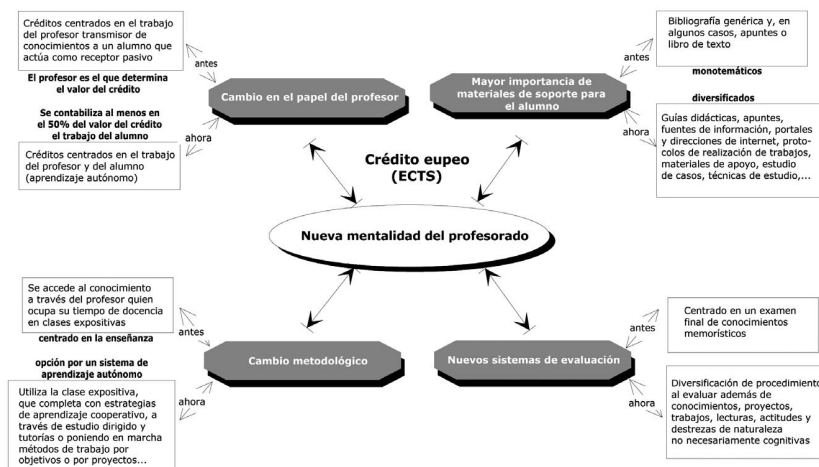 Créditos centrados en el trabajo
del profesor transmisor de
conocimientos a un alumno que
actúa como receptor pasivo
antes
El profesor es el que determina
el valor del crédito
Cambio en el papel del profesor
Se contabiliza al menos en
el 50% del valor del crédito
el trabajo del alumno
ahora
Créditos centrados en el trabajo
del profesor y del alumno
(aprendizaje autónomo)
Bibliografía genérica y, en
algunos casos, apuntes o
libro de texto
antes
monotemáticos
Mayor importancia de
materiales de soporte para
el alumno
diversificados
ahora
Guías didácticas, apuntes,
fuentes de información, portales
y direcciones de internet, proto-
colos de realización de trabajos,
materiales de apoyo, estudio
de casos, técnicas de estudio,...
Crédito eupeo
(ECTS)
Nueva mentalidad del profesorado
Se accede al conocimiento
a través del profesor quien
ocupa su tiempo de docencia
en clases expositivas
antes
centrado en la enseñanza
Cambio metodológico
opción por un sistema de
aprendizaje autónomo
ahora
Utiliza la clase expositiva,
que completa con estrategias
de aprendizaje cooperativo, a
través de estudio dirigido y
tutorías o poniendo en marcha
métodos de trabajo por
objetivos o por proyectos...
Centrado en un examen
final de conocimientos
memorísticos
antes
Nuevos sistemas de evaluación
ahora
Diversificación de procedimiento
al evaluar además de
conocimientos, proyectos,
trabajos, lecturas, actitudes y
destrezas de naturaleza
no necesariamente cognitivas